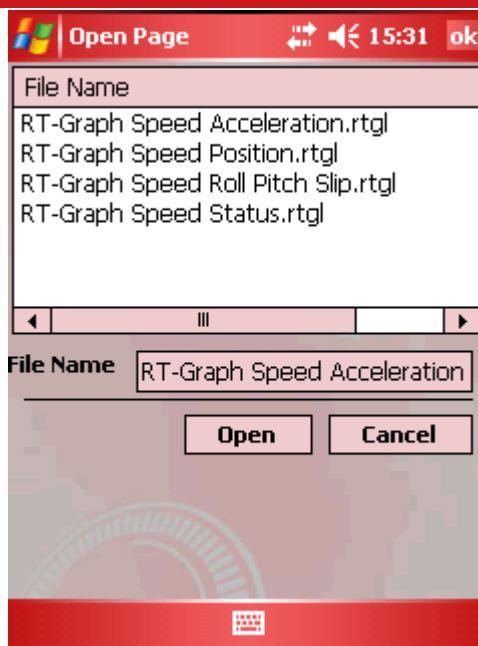 Open Page 15:31 ok
File Name
RT-Graph Speed Acceleration.rtgl
RT-Graph Speed Position.rtgl
RT-Graph Speed Roll Pitch Slip.rtgl
RT-Graph Speed Status.rtgl
File Name RT-Graph Speed Acceleration
Open Cancel